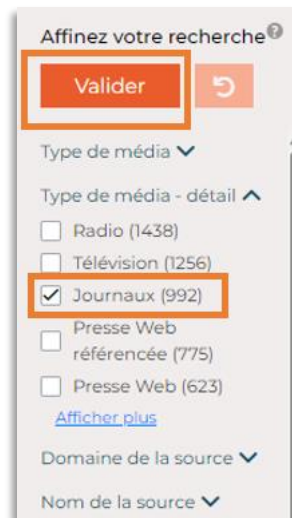 Affinez votre recherche
Valider
Type de média
Type de média - détail
Radio (1438)
Télévision (1256)
Journaux (992)
Presse Web
référencée (775)
Presse Web (623)
Afficher plus
Domaine de la source
Nom de la source